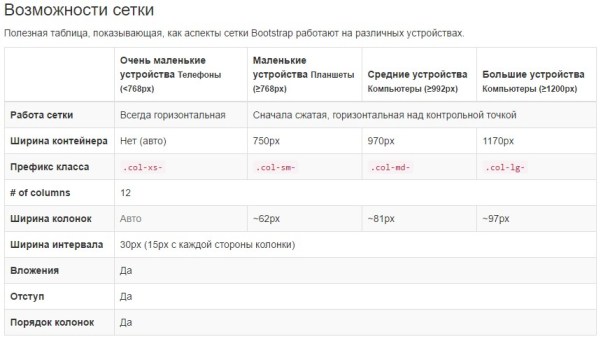 Возможности сетки
Полезная таблица, показывающая, как аспекты сетки Bootstrap работают на различных устройствах.
Очень маленькие устройства Телефоны (<768px)
Маленькие устройства Планшеты (≥768px)
Средние устройства Компьютеры (≥992px)
Большие устройства Компьютеры (≥1200px)
Работа сетки Всегда горизонтальная Сначала сжатая, горизонтальная над контрольной точкой
Ширина контейнера Нет (авто) 750px 970px 1170px
Префикс класса .col-xs- .col-sm- .col-md- .col-lg-
# of columns 12
Ширина колонок Авто ~62px ~81px ~97px
Ширина интервала 30px (15px с каждой стороны колонки)
Вложения Да
Отступ Да
Порядок колонок Да